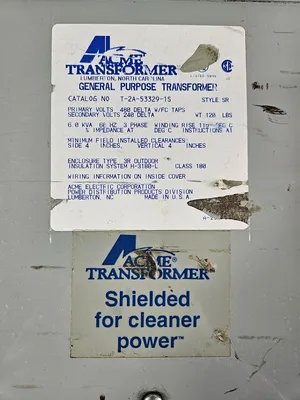 ACME
TRANSFORMER
LUMBERTON, NORTH CAROLINA
GENERAL PURPOSE TRANSFORMER
CATALOG NO T-2A-53329-1S STYLE SR
PRIMARY VOLTS 480 DELTA W/FC TAPS
SECONDARY VOLTS 240 DELTA WT 120 LBS
6.0 KVA 60 HZ 3 PHASE WINDING RISE DEG C
% IMPEDANCE AT DEG C INSTRUCTIONS AT
MINIMUM FIELD INSTALLED CLEARANCES:
SIDE 4 INCHES, VERTICAL 4 INCHES
ENCLOSURE TYPE 3R OUTDOOR
INSULATION SYSTEM H-3180-L CLASS 180
WIRING INFORMATION ON INSIDE COVER
ACME ELECTRIC CORPORATION
POWER DISTRIBUTION PRODUCTS DIVISION
LUMBERTON, NC MADE IN U.S.A
ACME®
TRANSFORMER
Shielded
for cleaner
power™